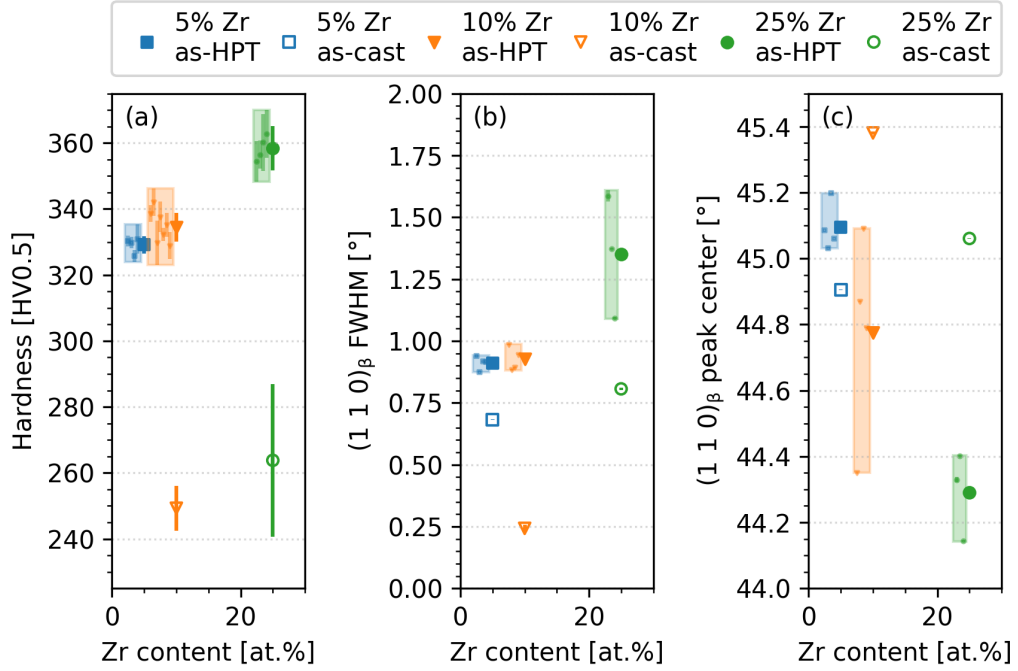 5% Zr as-HPT
5% Zr as-cast
10% Zr as-HPT
10% Zr as-cast
25% Zr as-HPT
25% Zr as-cast
(a)
Hardness [HV0.5]
360
340
320
300
280
260
240
0
20
Zr content [at.%]
(b)
(1 1 0)β FWHM [°]
2.00
1.75
1.50
1.25
1.00
0.75
0.50
0.25
0.00
0
20
Zr content [at.%]
(c)
(1 1 0)β peak center [°]
45.4
45.2
45.0
44.8
44.6
44.4
44.2
44.0
0
20
Zr content [at.%]